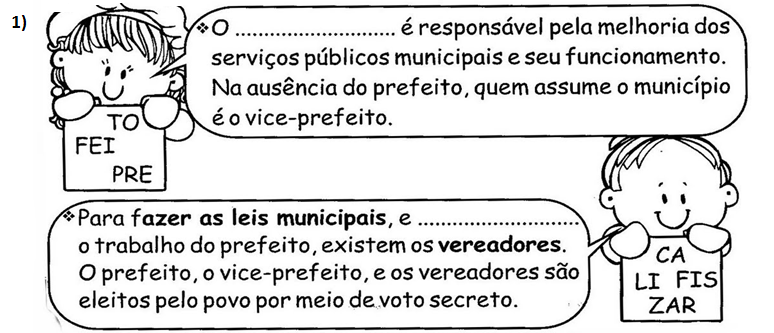 1)
❖O ............................ é responsável pela melhoria dos
serviços públicos municipais e seu funcionamento.
Na ausência do prefeito, quem assume o município
é o vice-prefeito.
TO
FEI
PRE
❖Para fazer as leis municipais, e ............................
o trabalho do prefeito, existem os vereadores.
O prefeito, o vice-prefeito, e os vereadores são
eleitos pelo povo por meio de voto secreto.
CA
LI FIS
ZAR